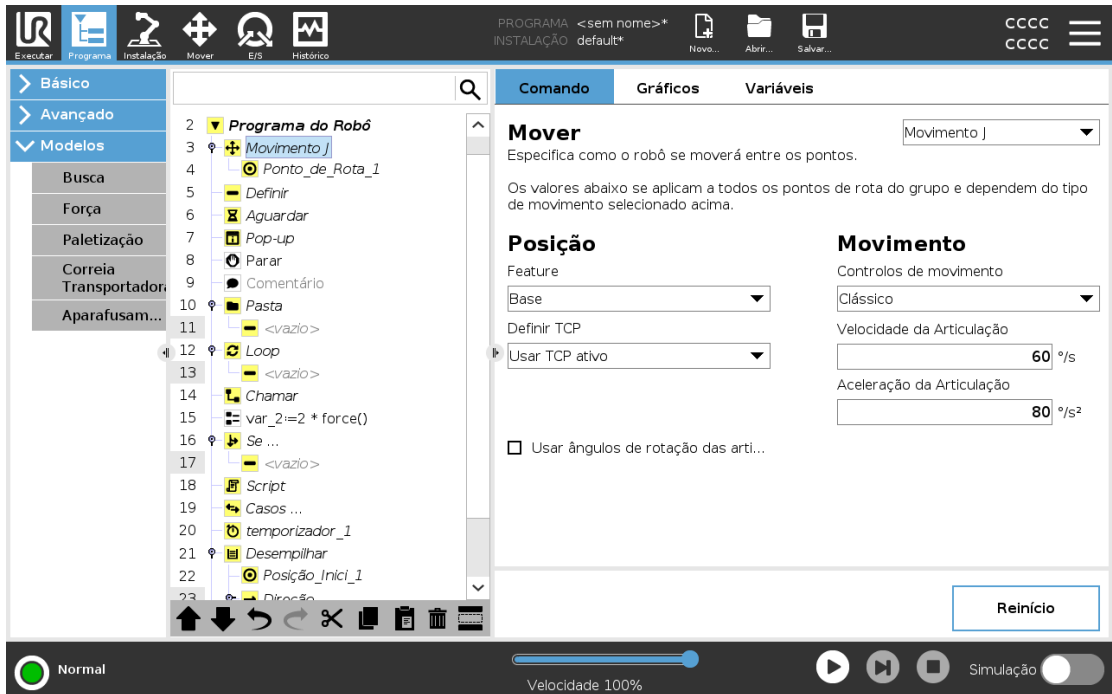 PROGRAMA <sem nome>*
INSTALAÇÃO default*
CCCC
CCCC
Executar
Programa
Instalação
Mover
E/S
Histórico
Novo...
Abrir...
Salvar...
Básico
Avançado
Modelos
Busca
Força
Paletização
Correia
Transportador
Aparafusam...
2 Programa do Robô
3 Movimento J
4 Ponto_de_Rota_1
5 Definir
6 Aguardar
7 Pop-up
8 Parar
9 Comentário
10 Pasta
11 <vazio>
12 Loop
13 <vazio>
14 Chamar
15 var_2:=2 * force()
16 Se ...
17 <vazio>
18 Script
19 Casos ...
20 temporizador_1
21 Desempilhar
22 Posição_Inici_1
23 Direção
Comando
Gráficos
Variáveis
Mover
Movimento J
Especifica como o robô se moverá entre os pontos.
Os valores abaixo se aplicam a todos os pontos de rota do grupo e dependem do tipo
de movimento selecionado acima.
Posição
Feature
Base
Definir TCP
Usar TCP ativo
Usar ângulos de rotação das arti...
Movimento
Controlos de movimento
Clássico
Velocidade da Articulação
60 °/s
Aceleração da Articulação
80 °/s²
Reinício
Normal
Velocidade 100%
Simulação